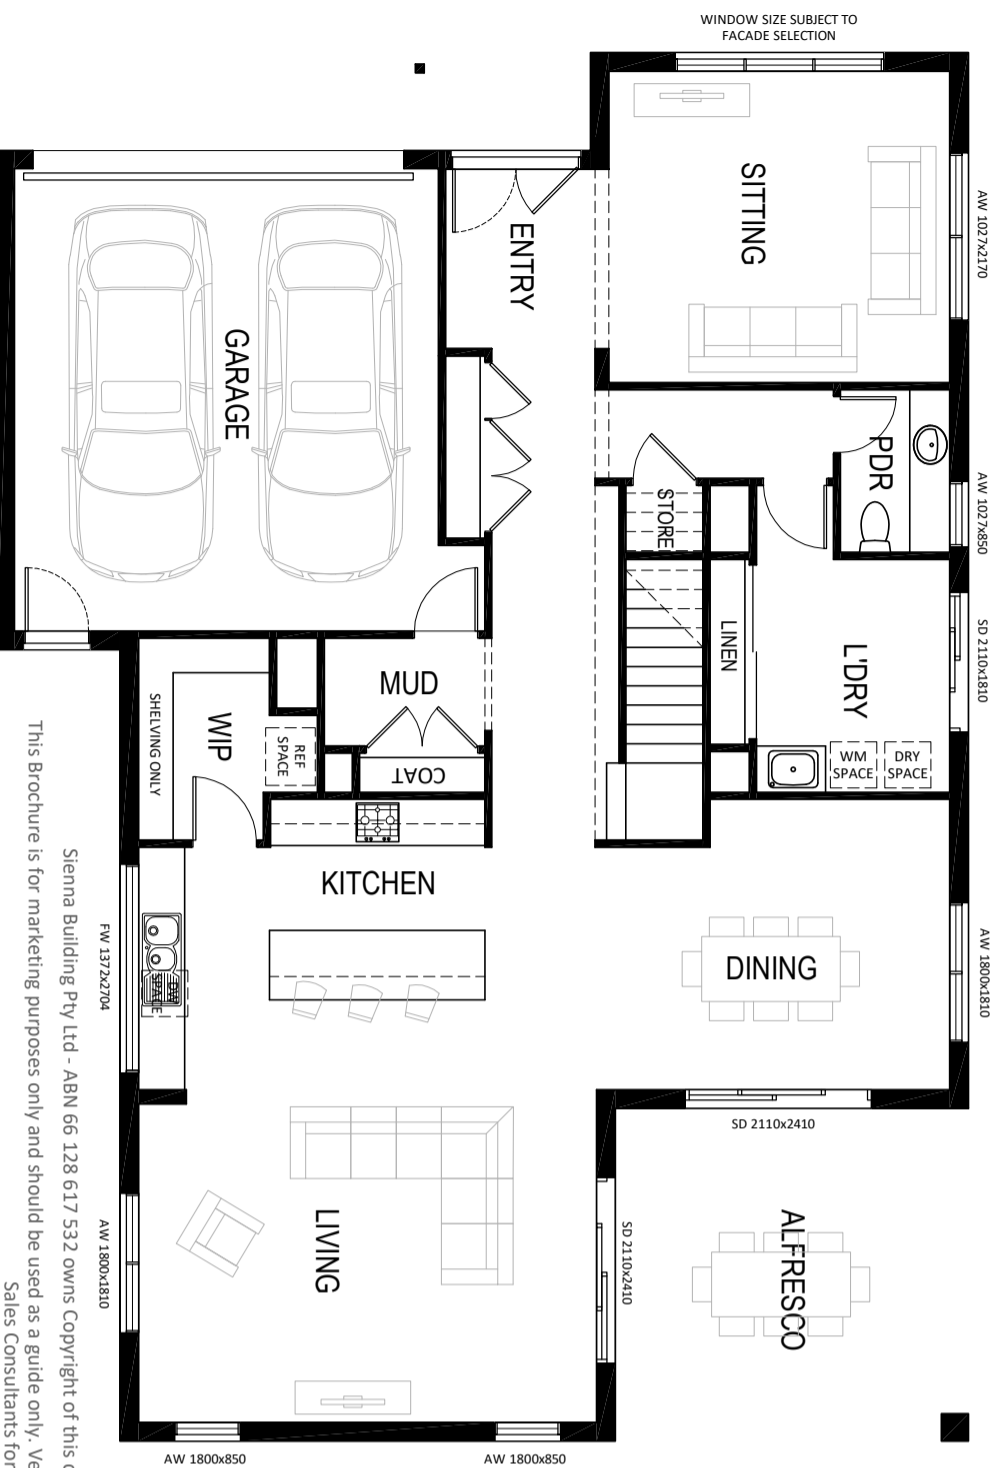 WINDOW SIZE SUBJECT TO
FACADE SELECTION
SITTING
AW 1027x2170
ENTRY
GARAGE
PDR
AW 1027x850
STORE
LINEN
L'DRY
SD 2110x1810
WM
SPACE
DRY
SPACE
MUD
COAT
WIP
REF
SPACE
SHELVING ONLY
KITCHEN
DW
SPACE
FW 1372x2704
DINING
AW 1800x1810
SD 2110x2410
LIVING
SD 2110x2410
ALFRESCO
AW 1800x1810
AW 1800x850
AW 1800x850
Sienna Building Pty Ltd - ABN 66 128 617 532 owns Copyright of this
This Brochure is for marketing purposes only and should be used as a guide only.
Sales Consultants for